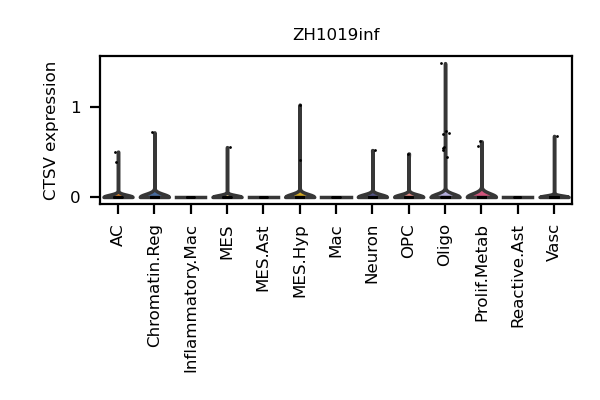 ZH1019inf
CTSV expression
1
0
AC
Chromatin.Reg
Inflammatory.Mac
MES
MES.Ast
MES.Hyp
Mac
Neuron
OPC
Oligo
Prolif.Metab
Reactive.Ast
Vasc